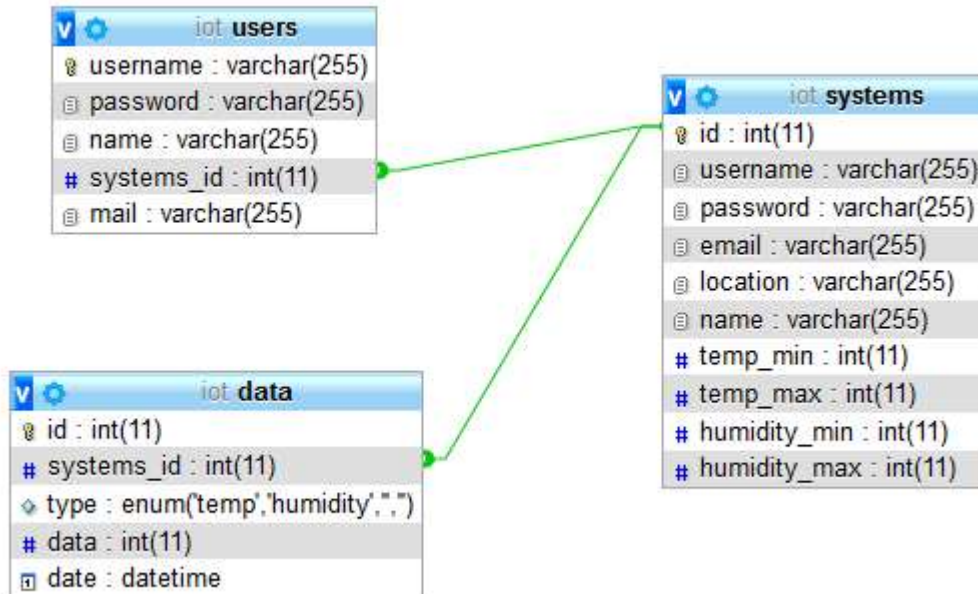 iot users
username : varchar(255)
password : varchar(255)
name : varchar(255)
# systems_id : int(11)
mail : varchar(255)
iot systems
id : int(11)
username : varchar(255)
password : varchar(255)
email : varchar(255)
location : varchar(255)
name : varchar(255)
# temp_min : int(11)
# temp_max : int(11)
# humidity_min : int(11)
# humidity_max : int(11)
iot data
id : int(11)
# systems_id : int(11)
type : enum('temp','humidity','','')
# data : int(11)
date : datetime